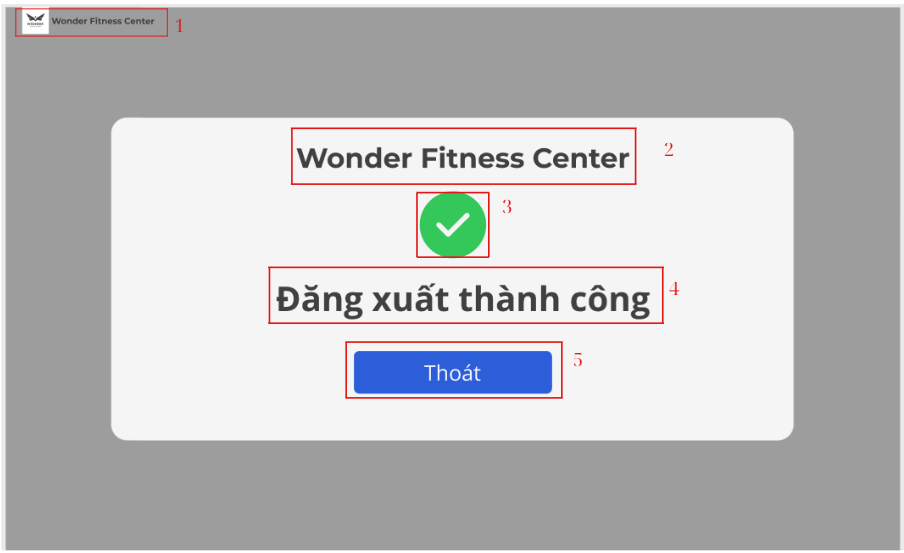 Wonder Fitness Center 1
Wonder Fitness Center 2
3
Đăng xuất thành công 4
Thoát 5